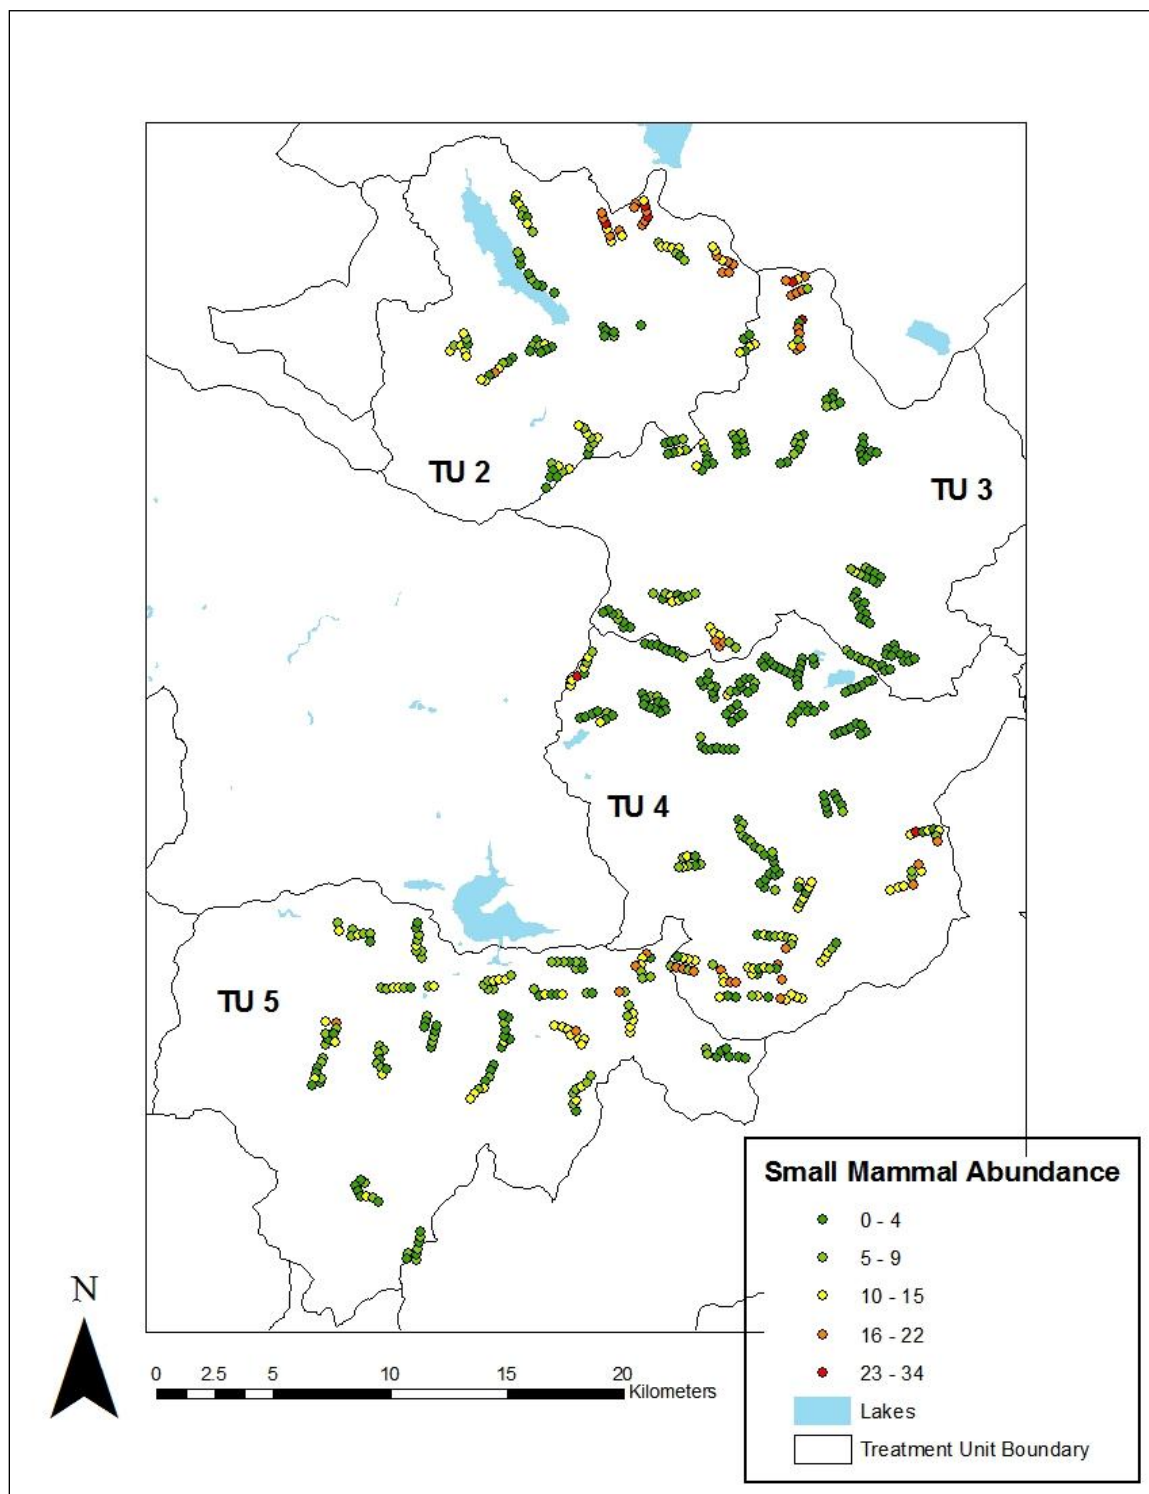 TU 2
TU 3
TU 4
TU 5
Small Mammal Abundance
0 - 4
5 - 9
10 - 15
16 - 22
23 - 34
Lakes
Treatment Unit Boundary
N
0 2.5 5 10 15 20
Kilometers